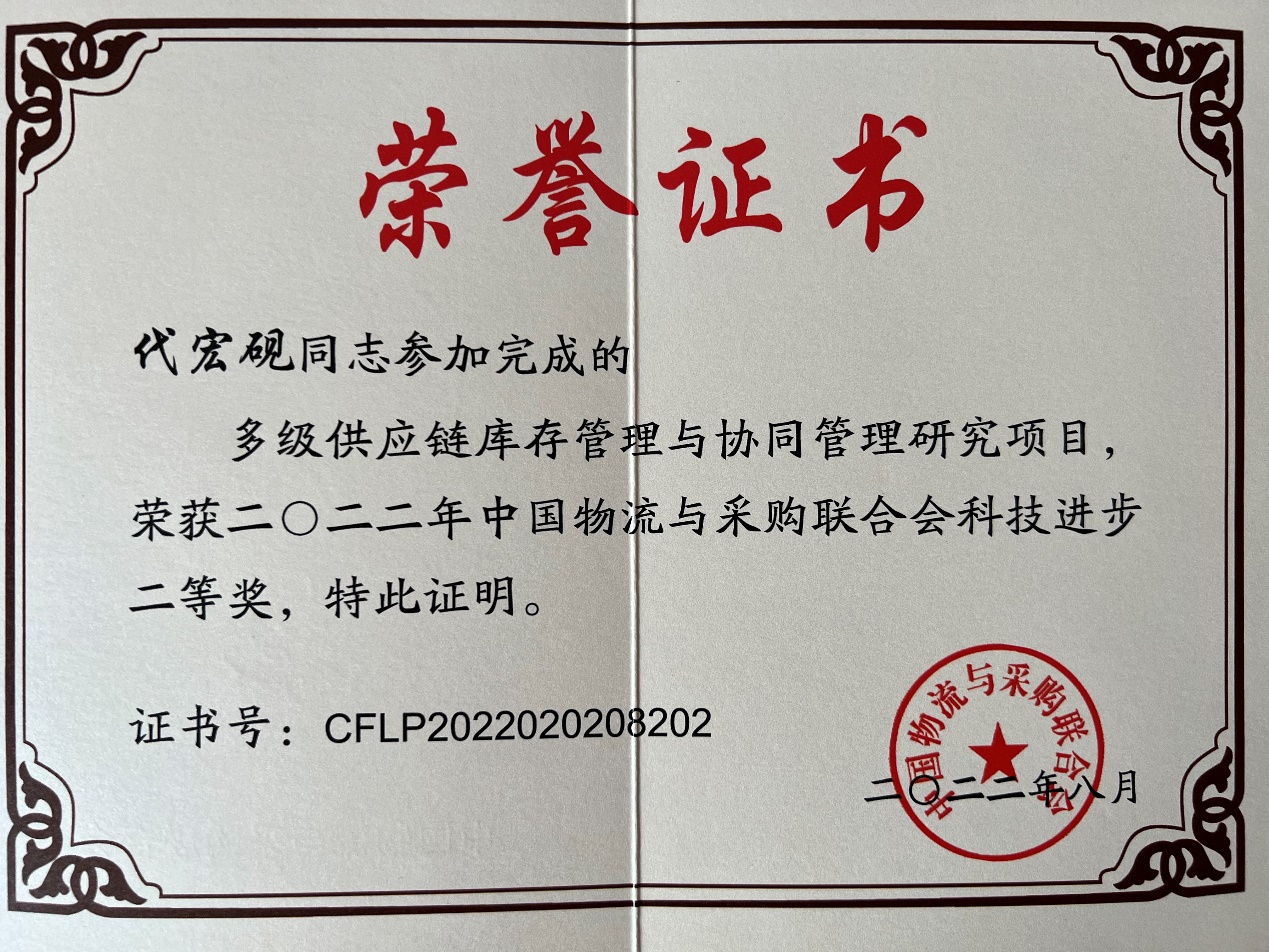 荣誉证书
代宏砚同志参加完成的
多级供应链库存管理与协同管理研究项目，
荣获二〇二二年中国物流与采购联合会科技进步
二等奖，特此证明。
证书号：CFLP2022020208202
中国物流与采购联合会
二〇二二年八月